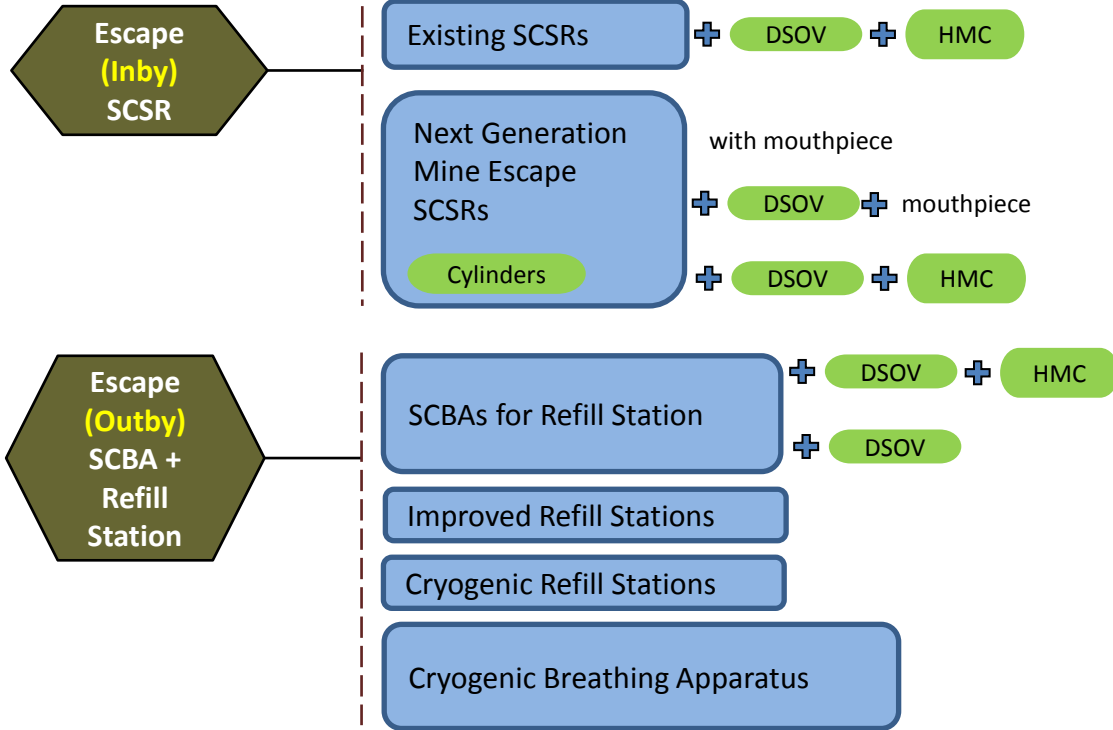 Escape
(Inby)
SCSR
Existing SCSRs
DSOV
HMC
Next Generation
Mine Escape
SCSRs
Cylinders
with mouthpiece
DSOV
mouthpiece
DSOV
HMC
Escape
(Outby)
SCBA +
Refill
Station
SCBAs for Refill Station
DSOV
HMC
DSOV
Improved Refill Stations
Cryogenic Refill Stations
Cryogenic Breathing Apparatus